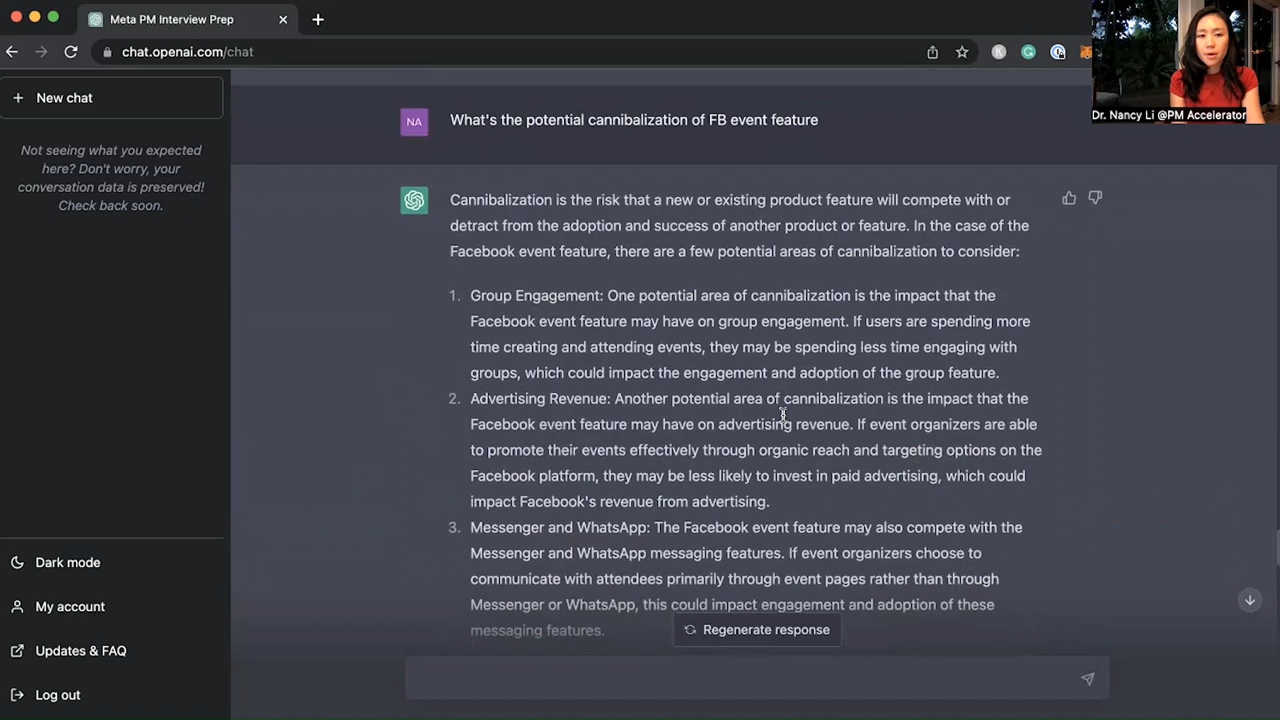 Meta PM Interview Prep
chat.openai.com/chat
New chat
Not seeing what you expected
here? Don't worry, your
conversation data is preserved!
Check back soon.
Dark mode
My account
Updates & FAQ
Log out
NA
What's the potential cannibalization of FB event feature
Cannibalization is the risk that a new or existing product feature will compete with or
detract from the adoption and success of another product or feature. In the case of the
Facebook event feature, there are a few potential areas of cannibalization to consider:
1. Group Engagement: One potential area of cannibalization is the impact that the
Facebook event feature may have on group engagement. If users are spending more
time creating and attending events, they may be spending less time engaging with
groups, which could impact the engagement and adoption of the group feature.
2. Advertising Revenue: Another potential area of cannibalization is the impact that the
Facebook event feature may have on advertising revenue. If event organizers are able
to promote their events effectively through organic reach and targeting options on the
Facebook platform, they may be less likely to invest in paid advertising, which could
impact Facebook's revenue from advertising.
3. Messenger and WhatsApp: The Facebook event feature may also compete with the
Messenger and WhatsApp messaging features. If event organizers choose to
communicate with attendees primarily through event pages rather than through
Messenger or WhatsApp, this could impact engagement and adoption of these
messaging features.
Regenerate response
Dr. Nancy Li @PM Accelerator